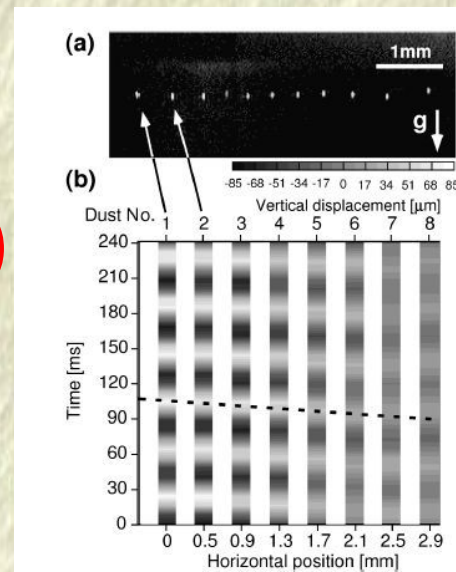 (a)
1mm
g
-85 -68 -51 -34 -17 0 17 34 51 68 85
(b)
Vertical displacement [μm]
Dust No. 1 2 3 4 5 6 7 8
240
210
180
150
120
90
60
30
0
Time [ms]
0 0.5 0.9 1.3 1.7 2.1 2.5 2.9
Horizontal position [mm]